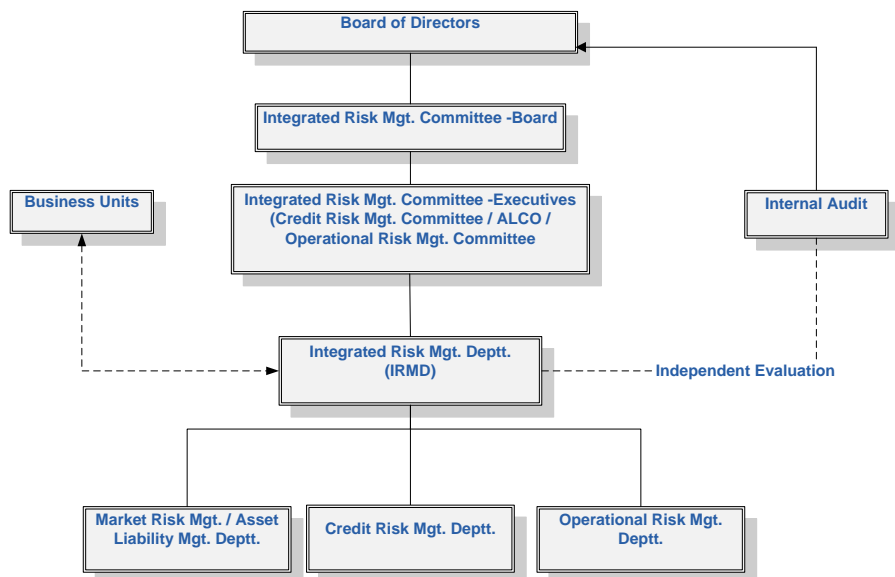 Board of Directors
Integrated Risk Mgt. Committee -Board
Integrated Risk Mgt. Committee -Executives
(Credit Risk Mgt. Committee / ALCO /
Operational Risk Mgt. Committee
Business Units
Internal Audit
Integrated Risk Mgt. Deptt.
(IRMD)
Independent Evaluation
Market Risk Mgt. / Asset
Liability Mgt. Deptt.
Credit Risk Mgt. Deptt.
Operational Risk Mgt.
Deptt.